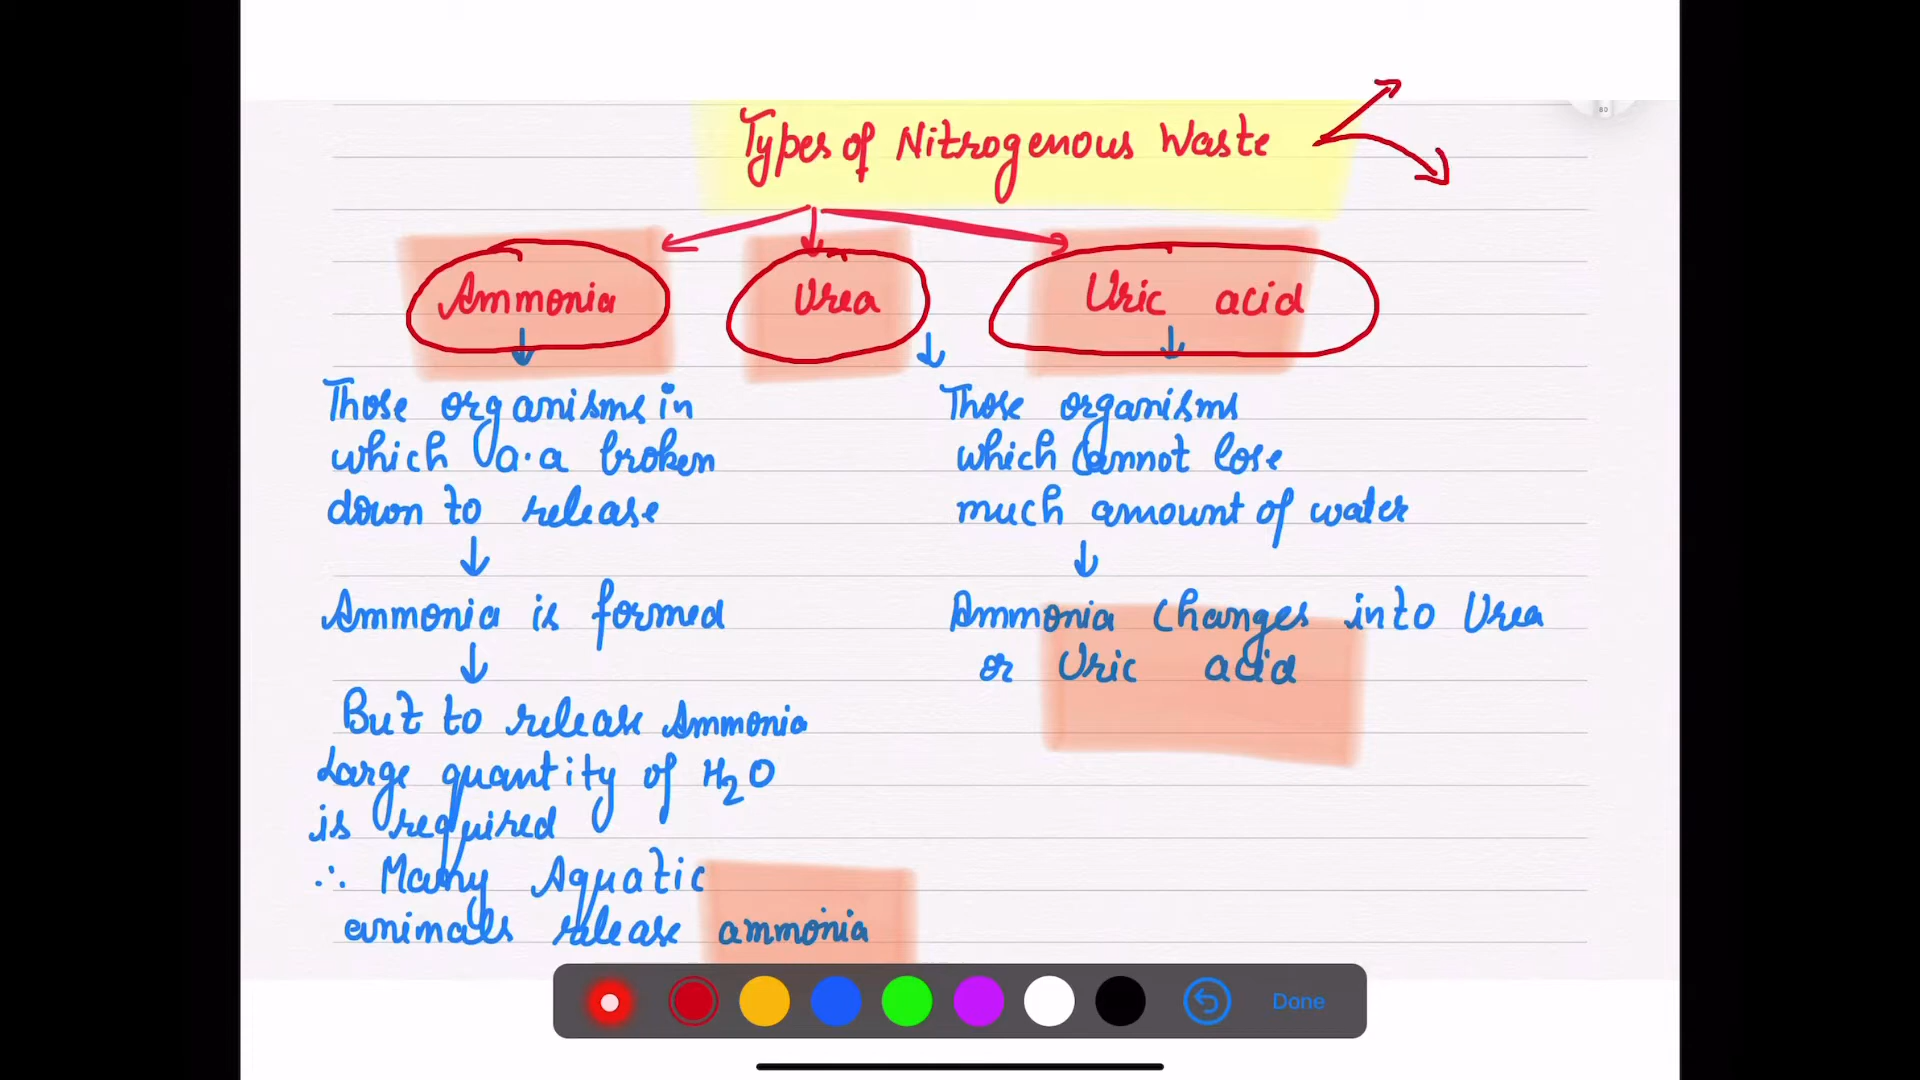 Types of Nitrogenous Waste
Ammonia
Urea
Uric acid
Those organisms in
which a.a broken
down to release
Ammonia is formed
But to release Ammonia
Large quantity of H2O
is required
∴ Many Aquatic
animals release ammonia
Those organisms
which cannot lose
much amount of water
Ammonia changes into Urea
or Uric acid
Done